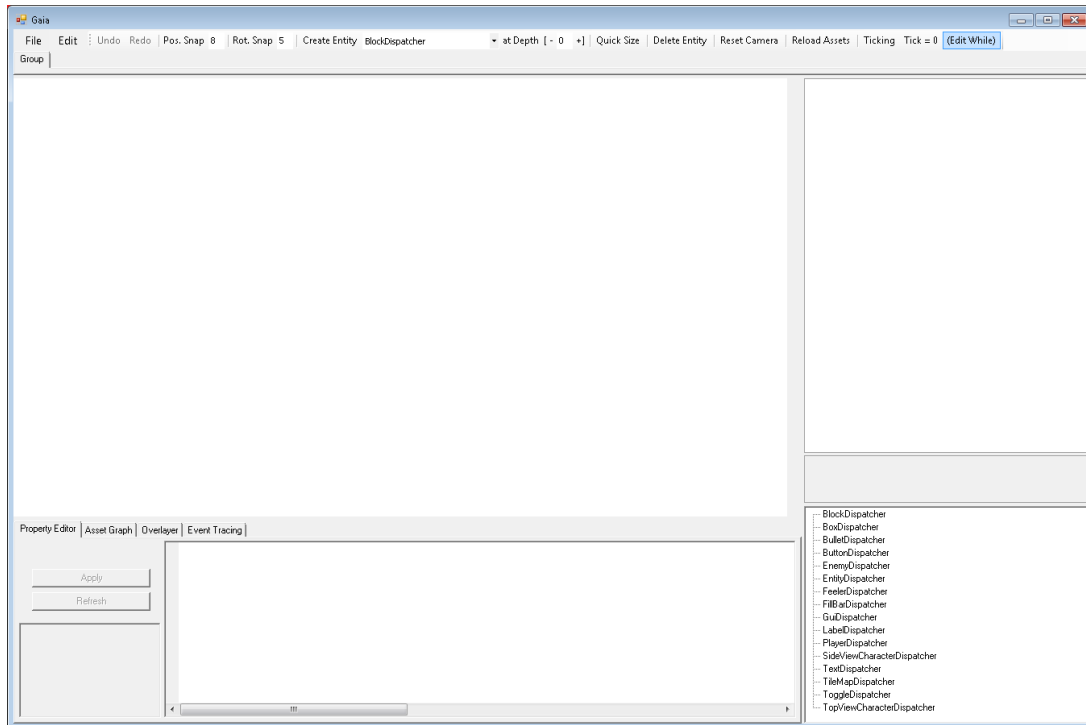 Gaia
File Edit Undo Redo Pos. Snap 8 Rot. Snap 5 Create Entity BlockDispatcher at Depth [ - 0 +] Quick Size Delete Entity Reset Camera Reload Assets Ticking Tick = 0 (Edit While)
Group
Property Editor Asset Graph Overlayer Event Tracing
Apply
Refresh
BlockDispatcher
BoxDispatcher
BulletDispatcher
ButtonDispatcher
EnemyDispatcher
EntityDispatcher
FeelerDispatcher
FillBarDispatcher
GuiDispatcher
LabelDispatcher
PlayerDispatcher
SideViewCharacterDispatcher
TextDispatcher
TileMapDispatcher
ToggleDispatcher
TopViewCharacterDispatcher